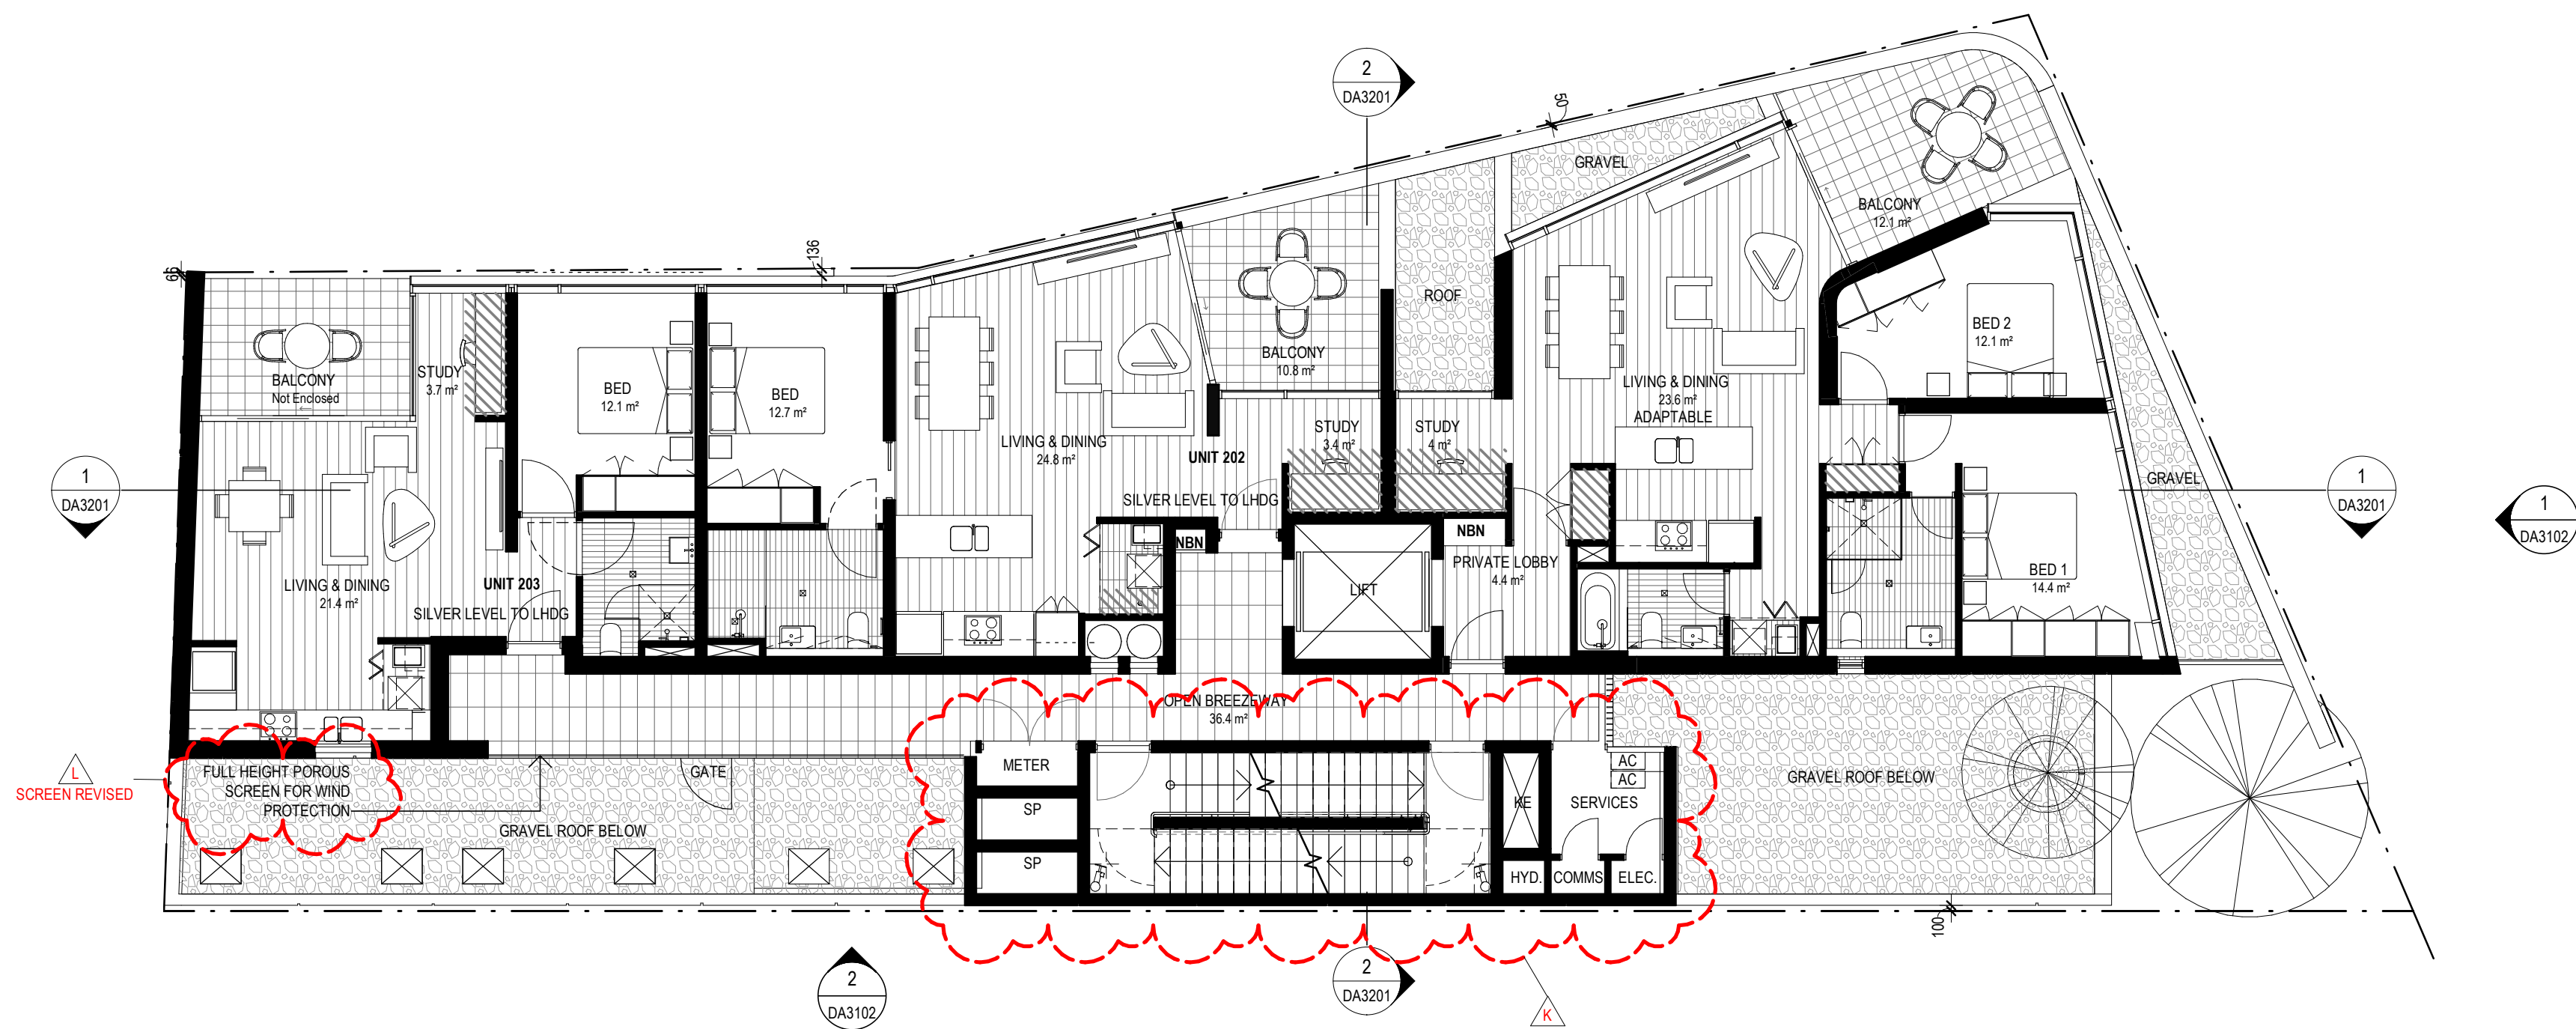 2
DA3201
50
GRAVEL
BALCONY
12.1 m²
136
66
ROOF
BED 2
12.1 m²
BALCONY
Not Enclosed
STUDY
3.7 m²
BED
12.1 m²
BED
12.7 m²
BALCONY
10.8 m²
LIVING & DINING
23.6 m²
ADAPTABLE
LIVING & DINING
24.8 m²
UNIT 202
STUDY
3.4 m²
STUDY
4 m²
1
DA3201
SILVER LEVEL TO LHDG
GRAVEL
1
DA3201
1
DA3102
NBN
NBN
LIVING & DINING
21.4 m²
UNIT 203
SILVER LEVEL TO LHDG
LIFT
PRIVATE LOBBY
4.4 m²
BED 1
14.4 m²
OPEN BREEZEWAY
36.4 m²
L
SCREEN REVISED
FULL HEIGHT POROUS
SCREEN FOR WIND
PROTECTION
GATE
METER
AC
AC
GRAVEL ROOF BELOW
SP
KE
SERVICES
GRAVEL ROOF BELOW
SP
HYD.
COMMS
ELEC.
100
2
DA3102
2
DA3201
K